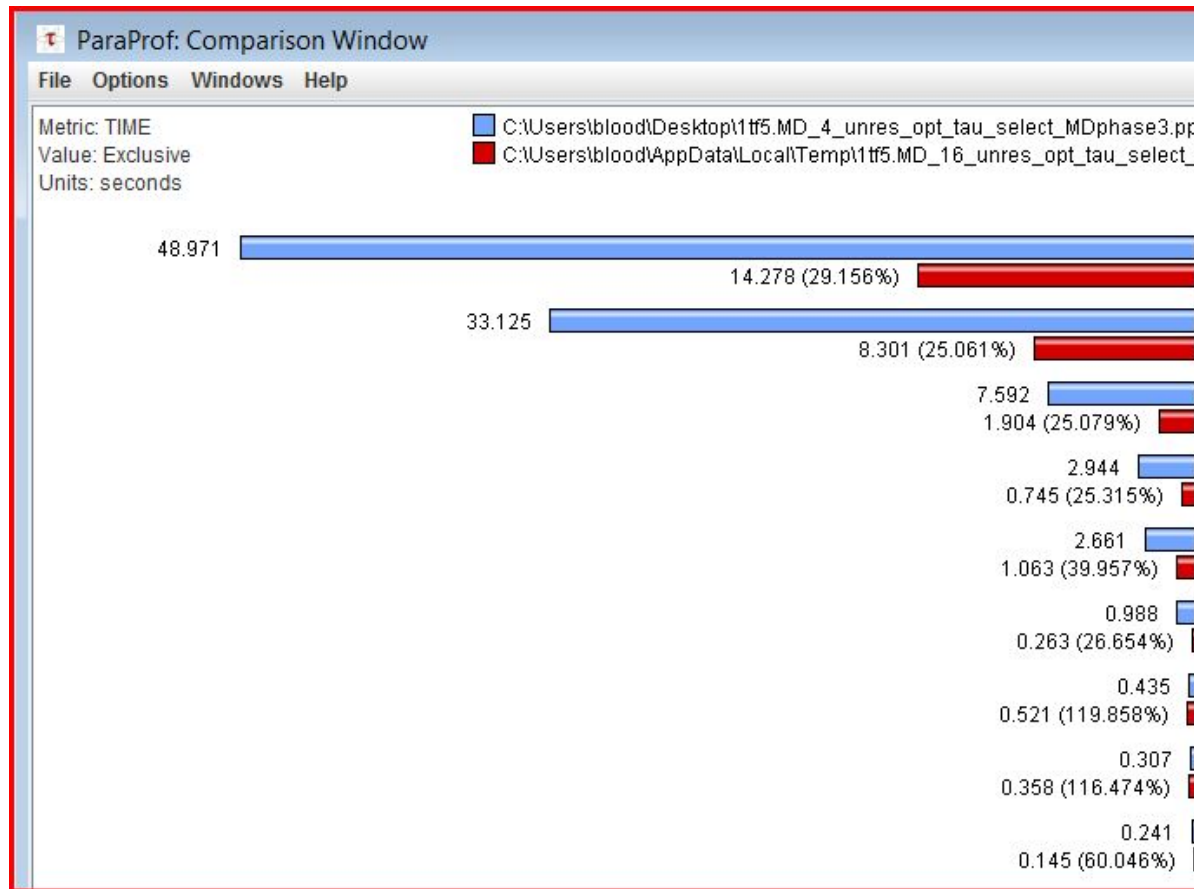 τ ParaProf: Comparison Window
File Options Windows Help
Metric: TIME
Value: Exclusive
Units: seconds
C:\Users\blood\Desktop\1tf5.MD_4_unres_opt_tau_select_MDphase3.pp
C:\Users\blood\AppData\Local\Temp\1tf5.MD_16_unres_opt_tau_select_
48.971
14.278 (29.156%)
33.125
8.301 (25.061%)
7.592
1.904 (25.079%)
2.944
0.745 (25.315%)
2.661
1.063 (39.957%)
0.988
0.263 (26.654%)
0.435
0.521 (119.858%)
0.307
0.358 (116.474%)
0.241
0.145 (60.046%)